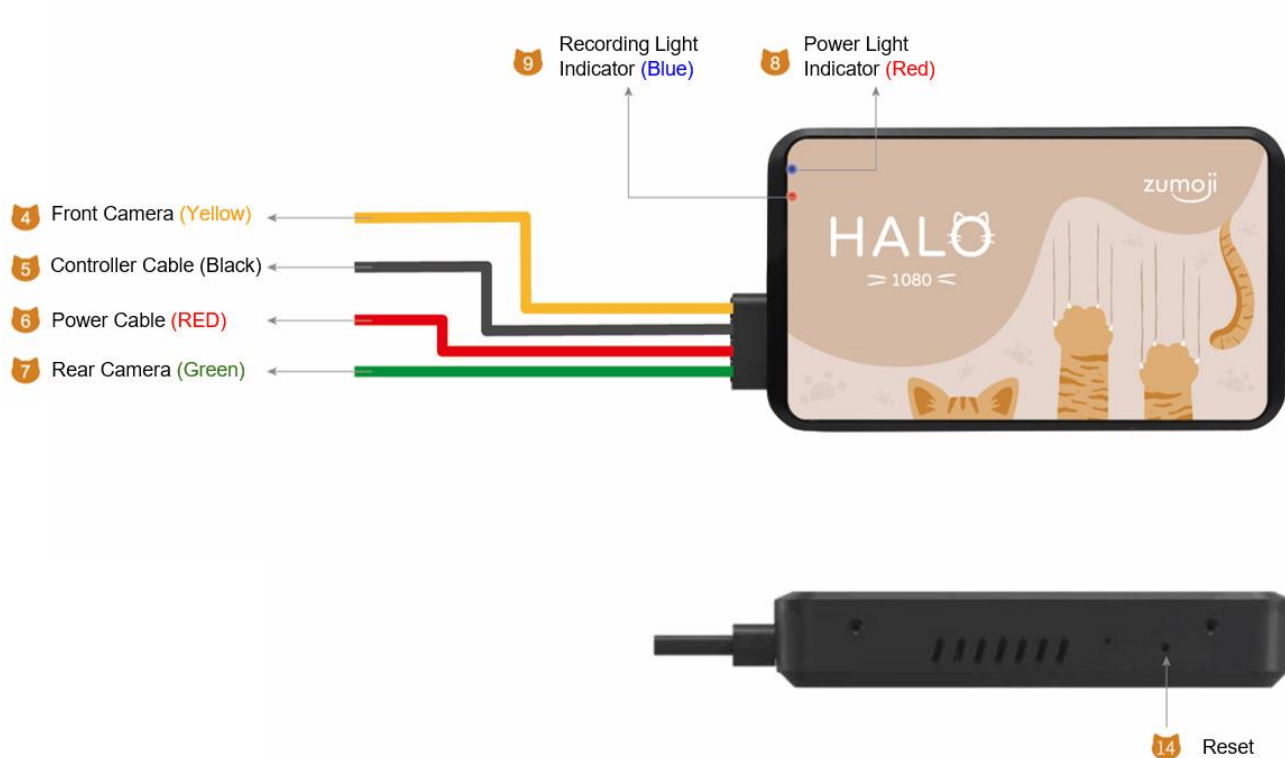 9
Recording Light
Indicator (Blue)
8
Power Light
Indicator (Red)
4
Front Camera (Yellow)
5
Controller Cable (Black)
6
Power Cable (RED)
7
Rear Camera (Green)
zumoji
HALO
1080
14
Reset